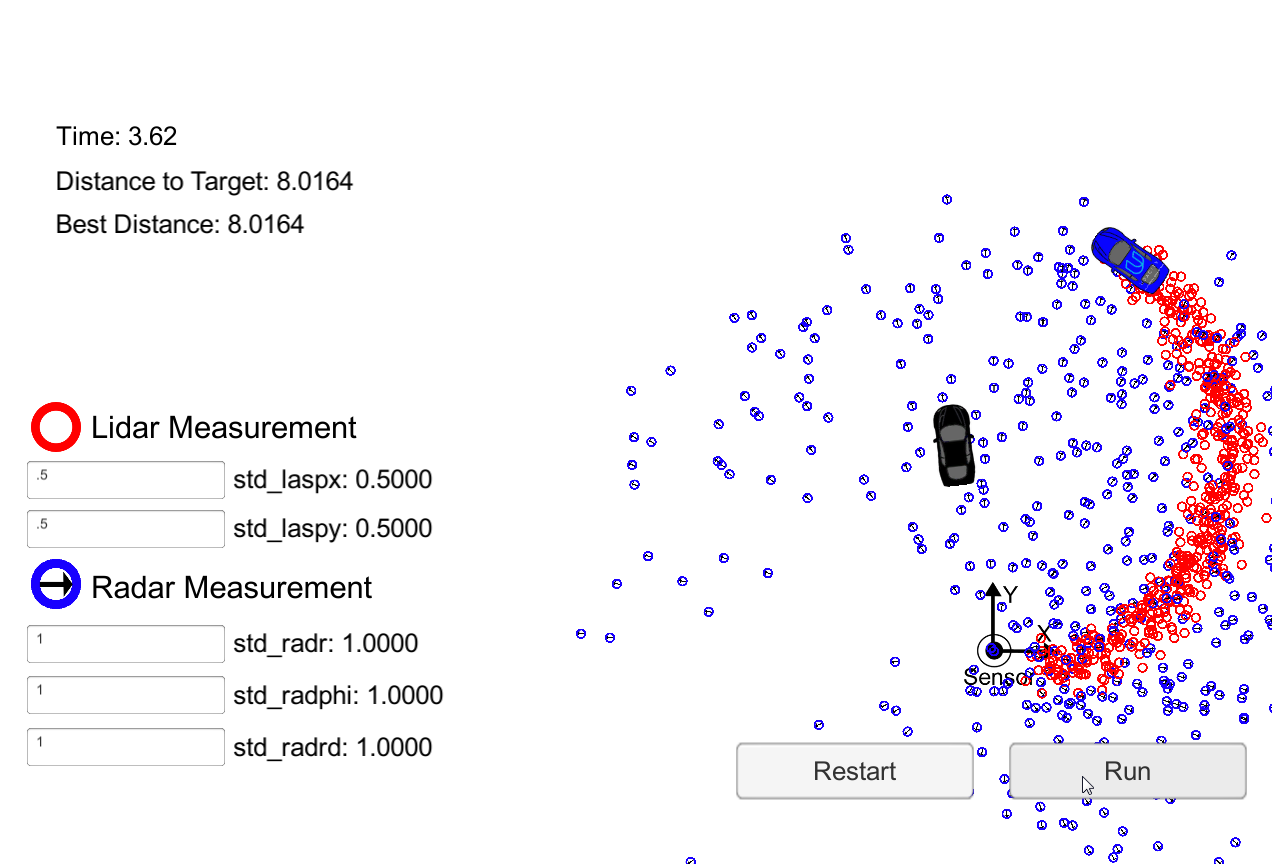 Time: 3.62
Distance to Target: 8.0164
Best Distance: 8.0164
Lidar Measurement
.5 std_laspx: 0.5000
.5 std_laspy: 0.5000
Radar Measurement
1 std_radr: 1.0000
1 std_radphi: 1.0000
1 std_radrd: 1.0000
Y
X
Sensor
Restart
Run